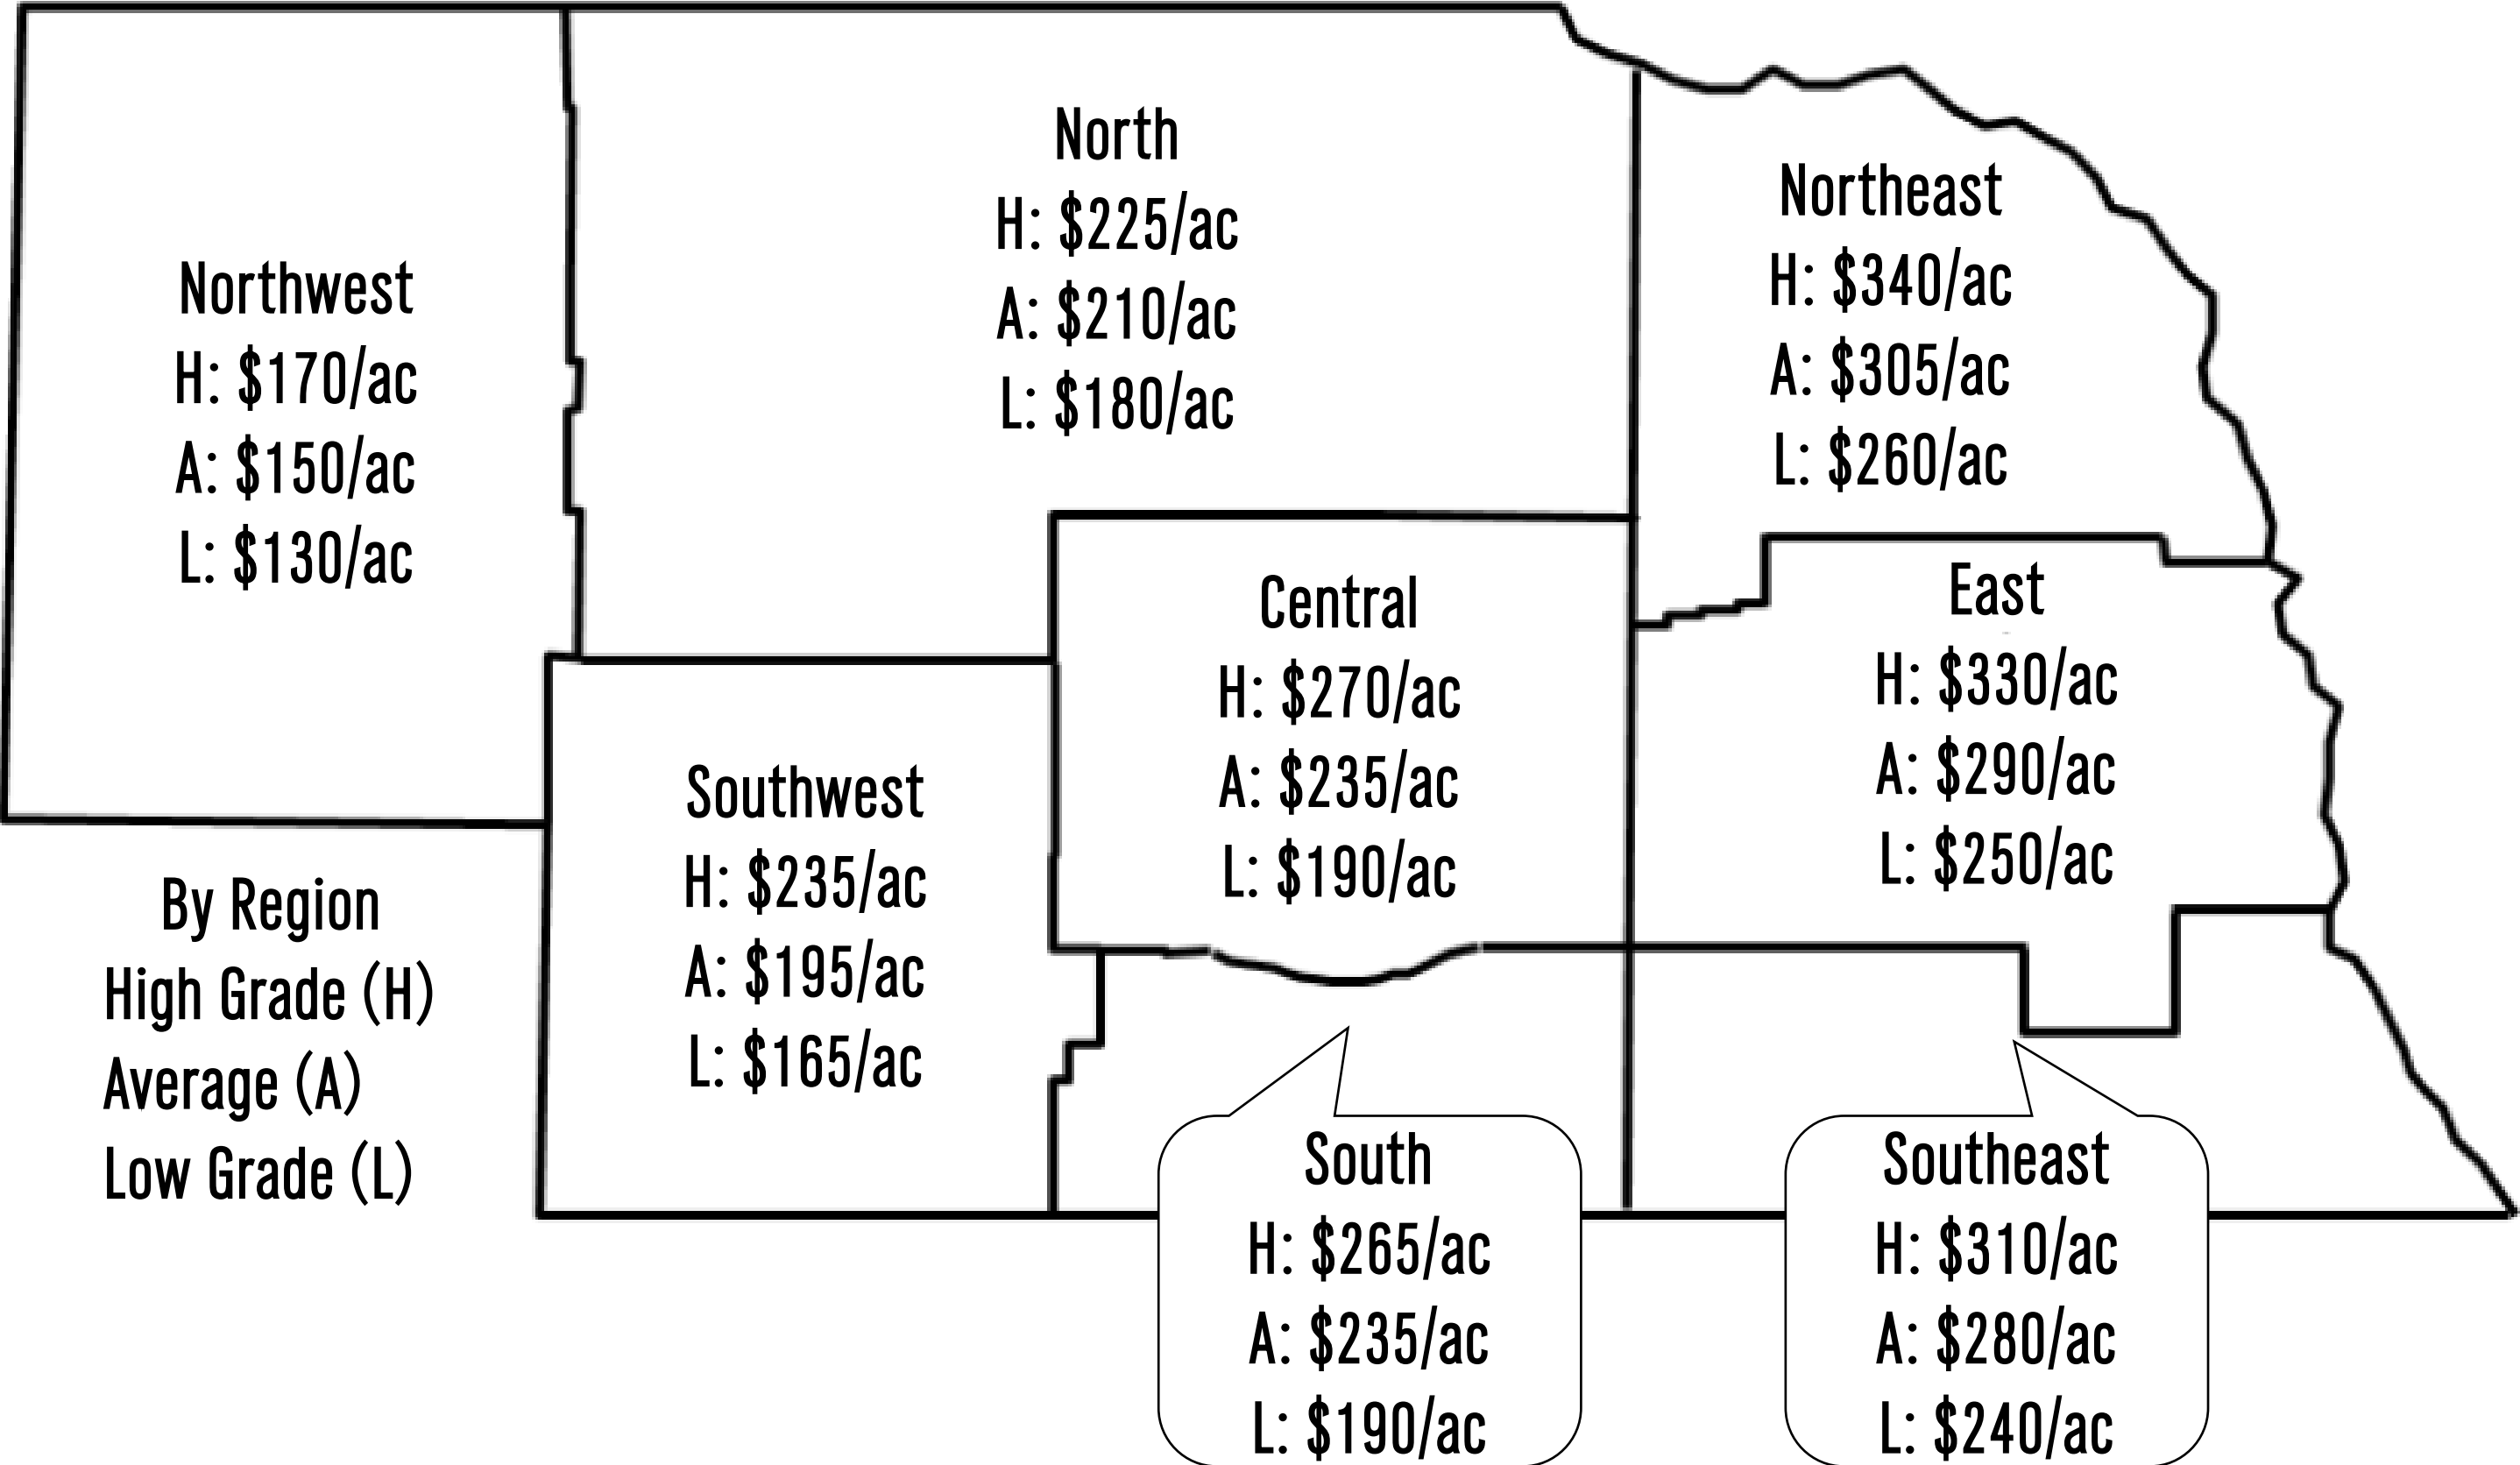 North
H: $225/ac
A: $210/ac
L: $180/ac
Northeast
H: $340/ac
A: $305/ac
L: $260/ac
Northwest
H: $170/ac
A: $150/ac
L: $130/ac
Central
H: $270/ac
A: $235/ac
L: $190/ac
East
H: $330/ac
A: $290/ac
L: $250/ac
Southwest
H: $235/ac
A: $195/ac
L: $165/ac
By Region
High Grade (H)
Average (A)
Low Grade (L)
South
H: $265/ac
A: $235/ac
L: $190/ac
Southeast
H: $310/ac
A: $280/ac
L: $240/ac